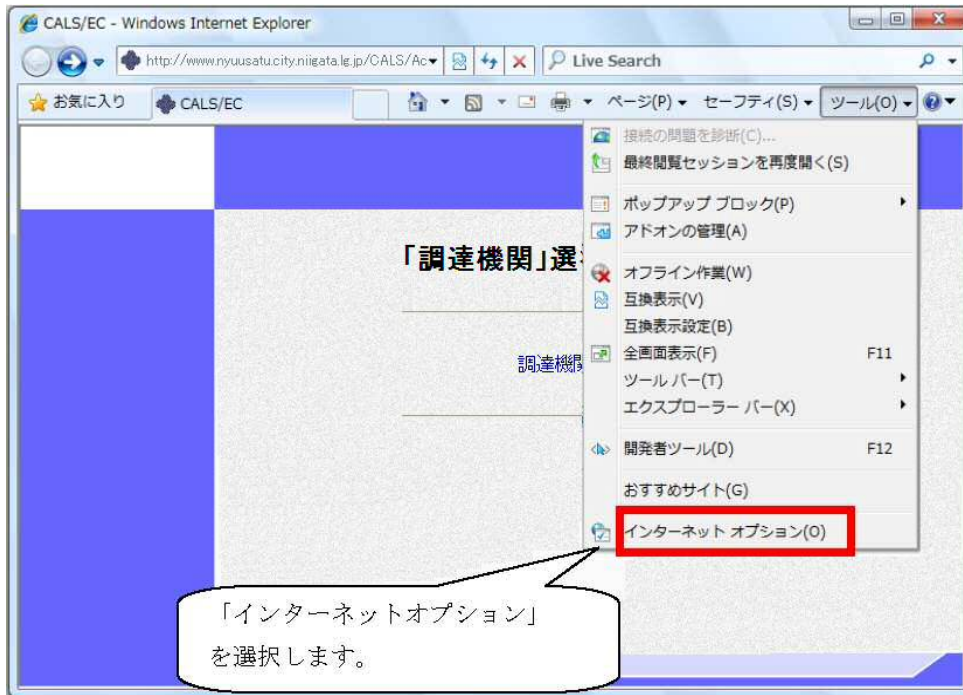 CALS/EC - Windows Internet Explorer
http://www.nyuusatu.city.niigata.lg.jp/CALS/Ac
Live Search
お気に入り
CALS/EC
ページ(P)
セーフティ(S)
ツール(O)
接続の問題を診断(C)...
最終閲覧セッションを再度開く(S)
ポップアップ ブロック(P)
アドオンの管理(A)
「調達機関」選
オフライン作業(W)
互換表示(V)
互換表示設定(B)
全画面表示(F) F11
調達機関
ツール バー(T)
エクスプローラー バー(X)
開発者ツール(D) F12
おすすめサイト(G)
インターネット オプション(O)
「インターネットオプション」
を選択します。